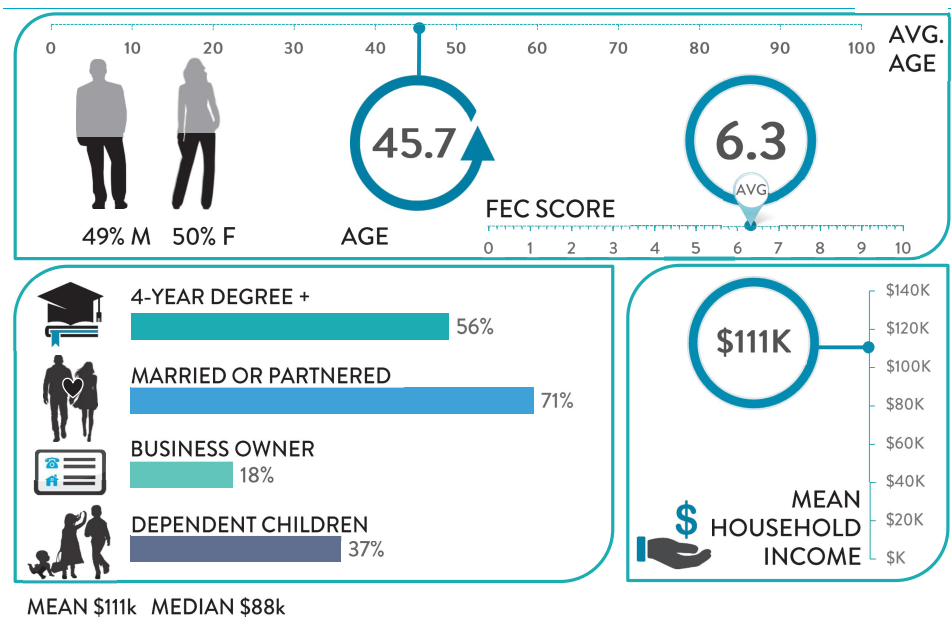 0 10 20 30 40 50 60 70 80 90 100
AVG.
AGE
45.7
6.3
AVG
49% M 50% F
AGE
FEC SCORE
0 1 2 3 4 5 6 7 8 9 10
4-YEAR DEGREE +
56%
MARRIED OR PARTNERED
71%
BUSINESS OWNER
18%
DEPENDENT CHILDREN
37%
$111K
$140K
$120K
$100K
$80K
$60K
$40K
$20K
$K
$
MEAN
HOUSEHOLD
INCOME
MEAN $111k MEDIAN $88k